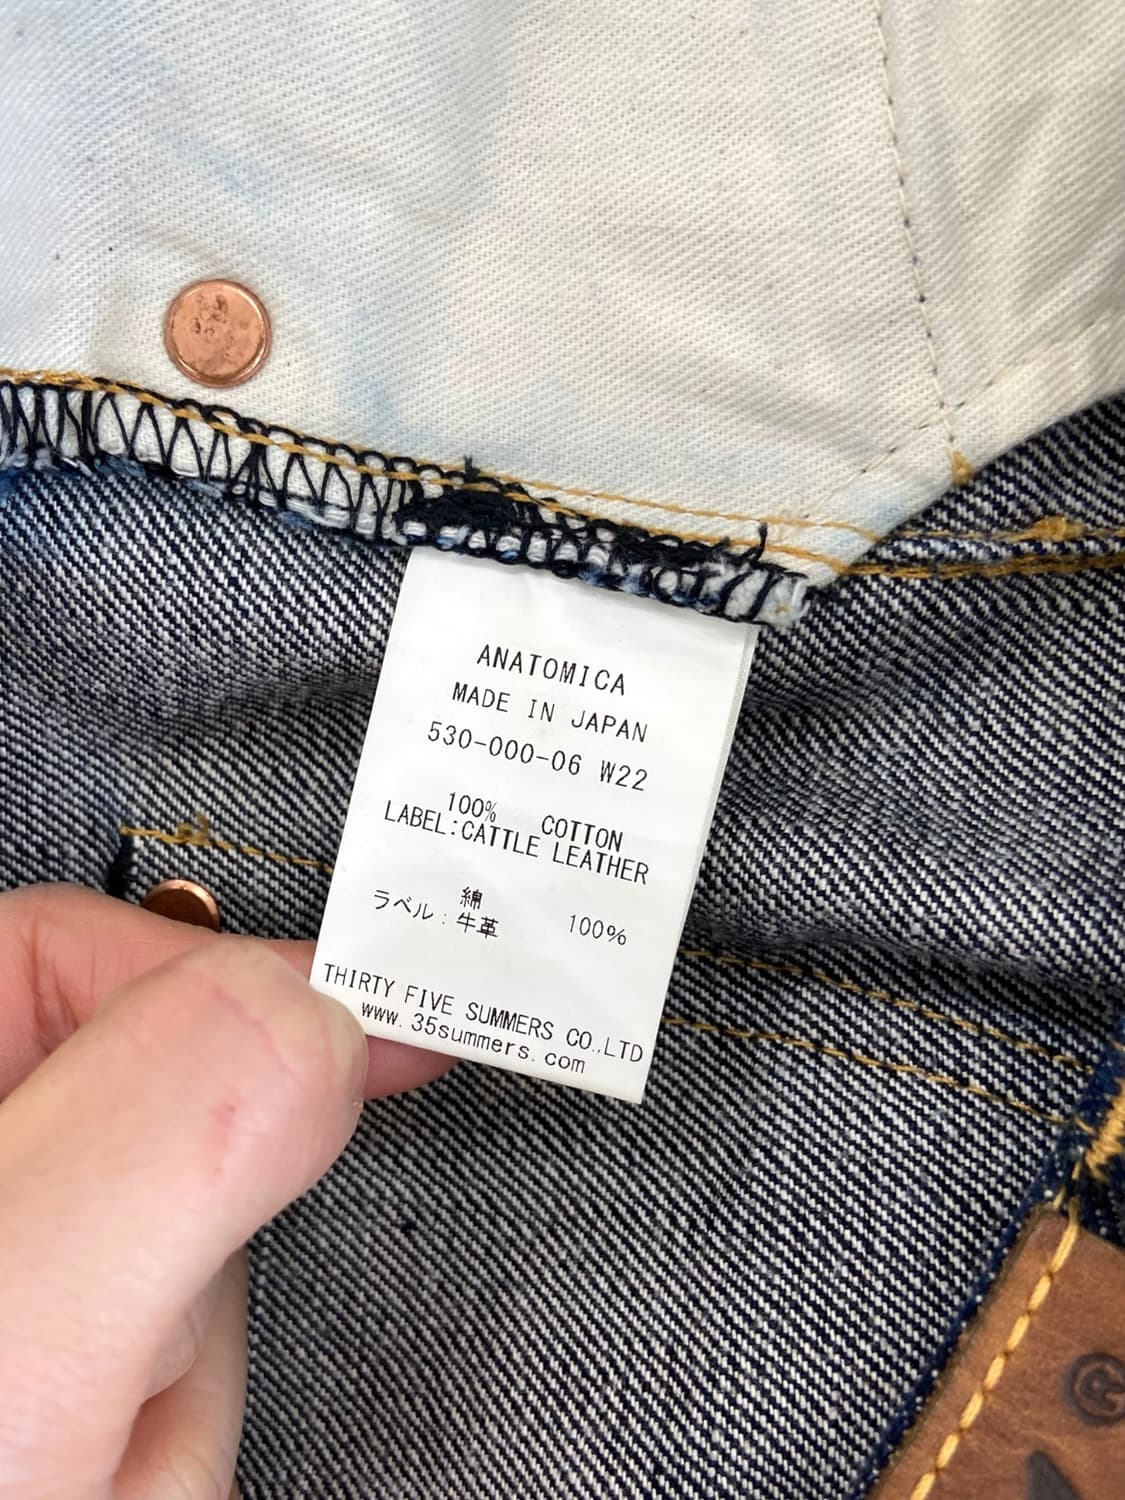 ANATOMICA
MADE IN JAPAN
530-000-06 W22
100% COTTON
LABEL:CATTLE LEATHER
綿 100%
ラベル:牛革
THIRTY FIVE SUMMERS CO.,LTD
www.35summers.com
®